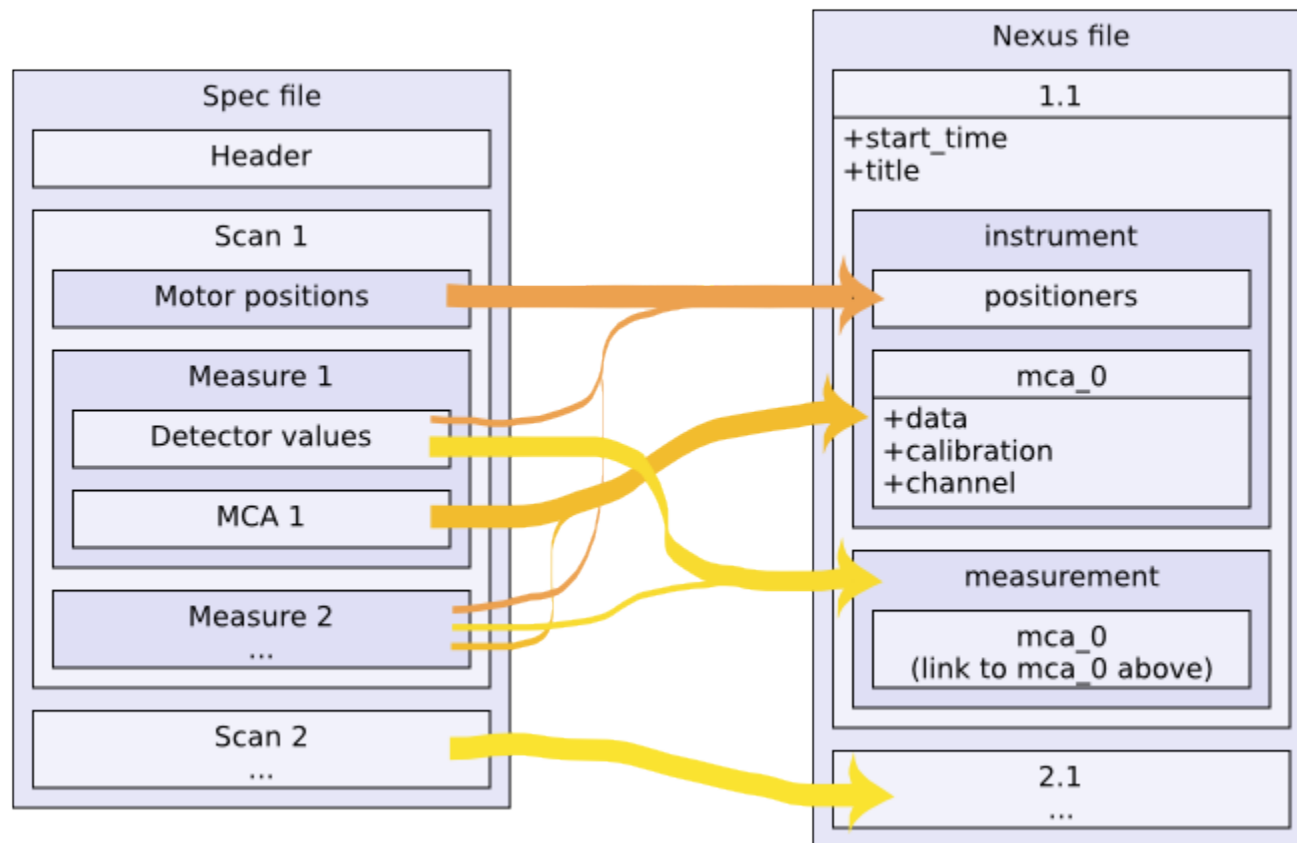 Spec file
Header
Scan 1
Motor positions
Measure 1
Detector values
MCA 1
Measure 2
...
Scan 2
...
Nexus file
1.1
+start_time
+title
instrument
positioners
mca_0
+data
+calibration
+channel
measurement
mca_0
(link to mca_0 above)
2.1
...